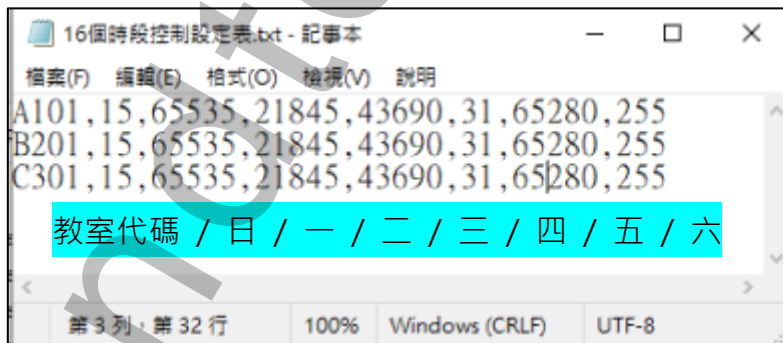 16個時段控制設定表.txt - 記事本
檔案(F) 編輯(E) 格式(O) 檢視(V) 說明
A101,15,65535,21845,43690,31,65280,255
B201,15,65535,21845,43690,31,65280,255
C301,15,65535,21845,43690,31,65280,255
教室代碼 / 日 / 一 / 二 / 三 / 四 / 五 / 六
第 3 列，第 32 行 100% Windows (CRLF) UTF-8